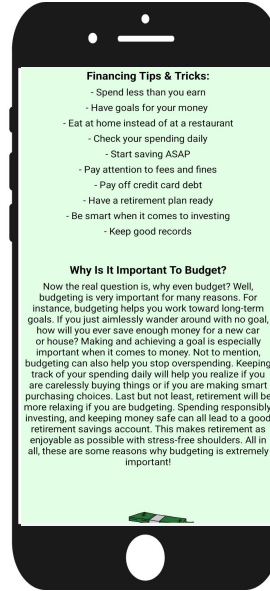 Financing Tips & Tricks:
- Spend less than you earn
- Have goals for your money
- Eat at home instead of at a restaurant
- Check your spending daily
- Start saving ASAP
- Pay attention to fees and fines
- Pay off credit card debt
- Have a retirement plan ready
- Be smart when it comes to investing
- Keep good records
Why Is It Important To Budget?
Now the real question is, why even budget? Well,
budgeting is very important for many reasons. For
instance, budgeting helps you work toward long-term
goals. If you just aimlessly wander around with no goal,
how will you ever save enough money for a new car
or house? Making and achieving a goal is especially
important when it comes to money. Not to mention,
budgeting can also help you stop overspending. Keeping
track of your spending daily will help you realize if you
are carelessly buying things or if you are making smart
purchasing choices. Last but not least, retirement will be
more relaxing if you are budgeting. Spending responsibly,
investing, and keeping money safe can all lead to a good
retirement savings account. This makes retirement as
enjoyable as possible with stress-free shoulders. All in
all, these are some reasons why budgeting is extremely
important!